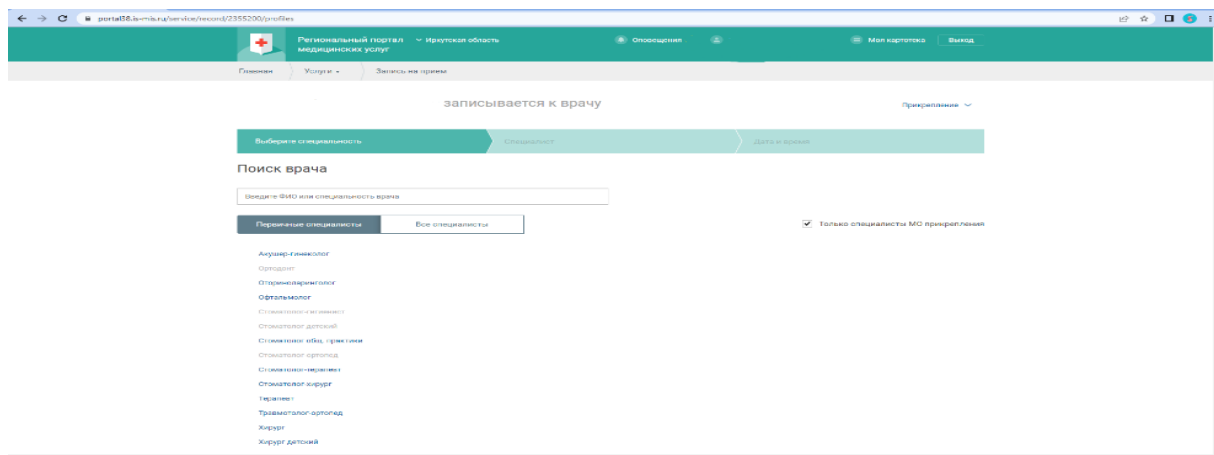 portal38.is-mis.ru/service/record/2355200/profiles
Региональный портал медицинских услуг
Иркутская область
Оповещения
Моя картотека
Выход
Главная
Услуги
Запись на прием
записывается к врачу
Прикрепление
Выберите специальность
Специалист
Дата и время
Поиск врача
Введите ФИО или специальность врача
Первичные специалисты
Все специалисты
Только специалисты МО прикрепления
Акушер-гинеколог
Ортодонт
Оториноларинголог
Офтальмолог
Стоматолог-гигиенист
Стоматолог детский
Стоматолог общ. практики
Стоматолог-ортопед
Стоматолог-терапевт
Стоматолог-хирург
Терапевт
Травматолог-ортопед
Хирург
Хирург детский